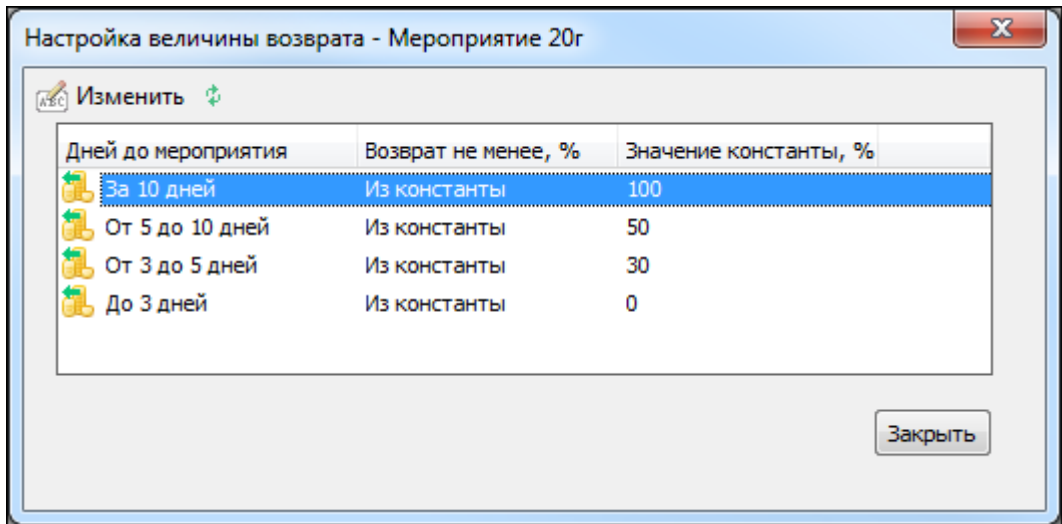 Настройка величины возврата - Мероприятие 20г
x
ABC Изменить
Дней до мероприятия Возврат не менее, % Значение константы, %
За 10 дней Из константы 100
От 5 до 10 дней Из константы 50
От 3 до 5 дней Из константы 30
До 3 дней Из константы 0
Закрыть